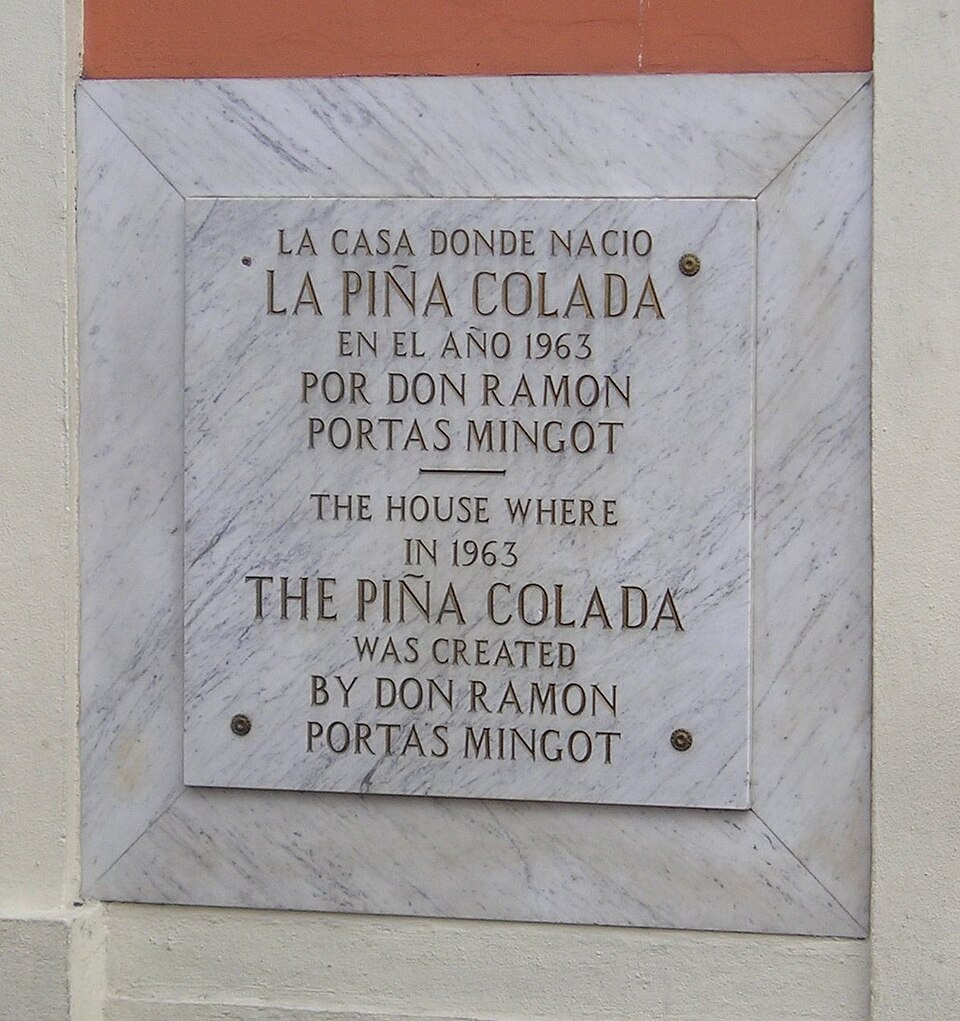 LA CASA DONDE NACIO
LA PIÑA COLADA
EN EL AÑO 1963
POR DON RAMON
PORTAS MINGOT
THE HOUSE WHERE
IN 1963
THE PIÑA COLADA
WAS CREATED
BY DON RAMON
PORTAS MINGOT